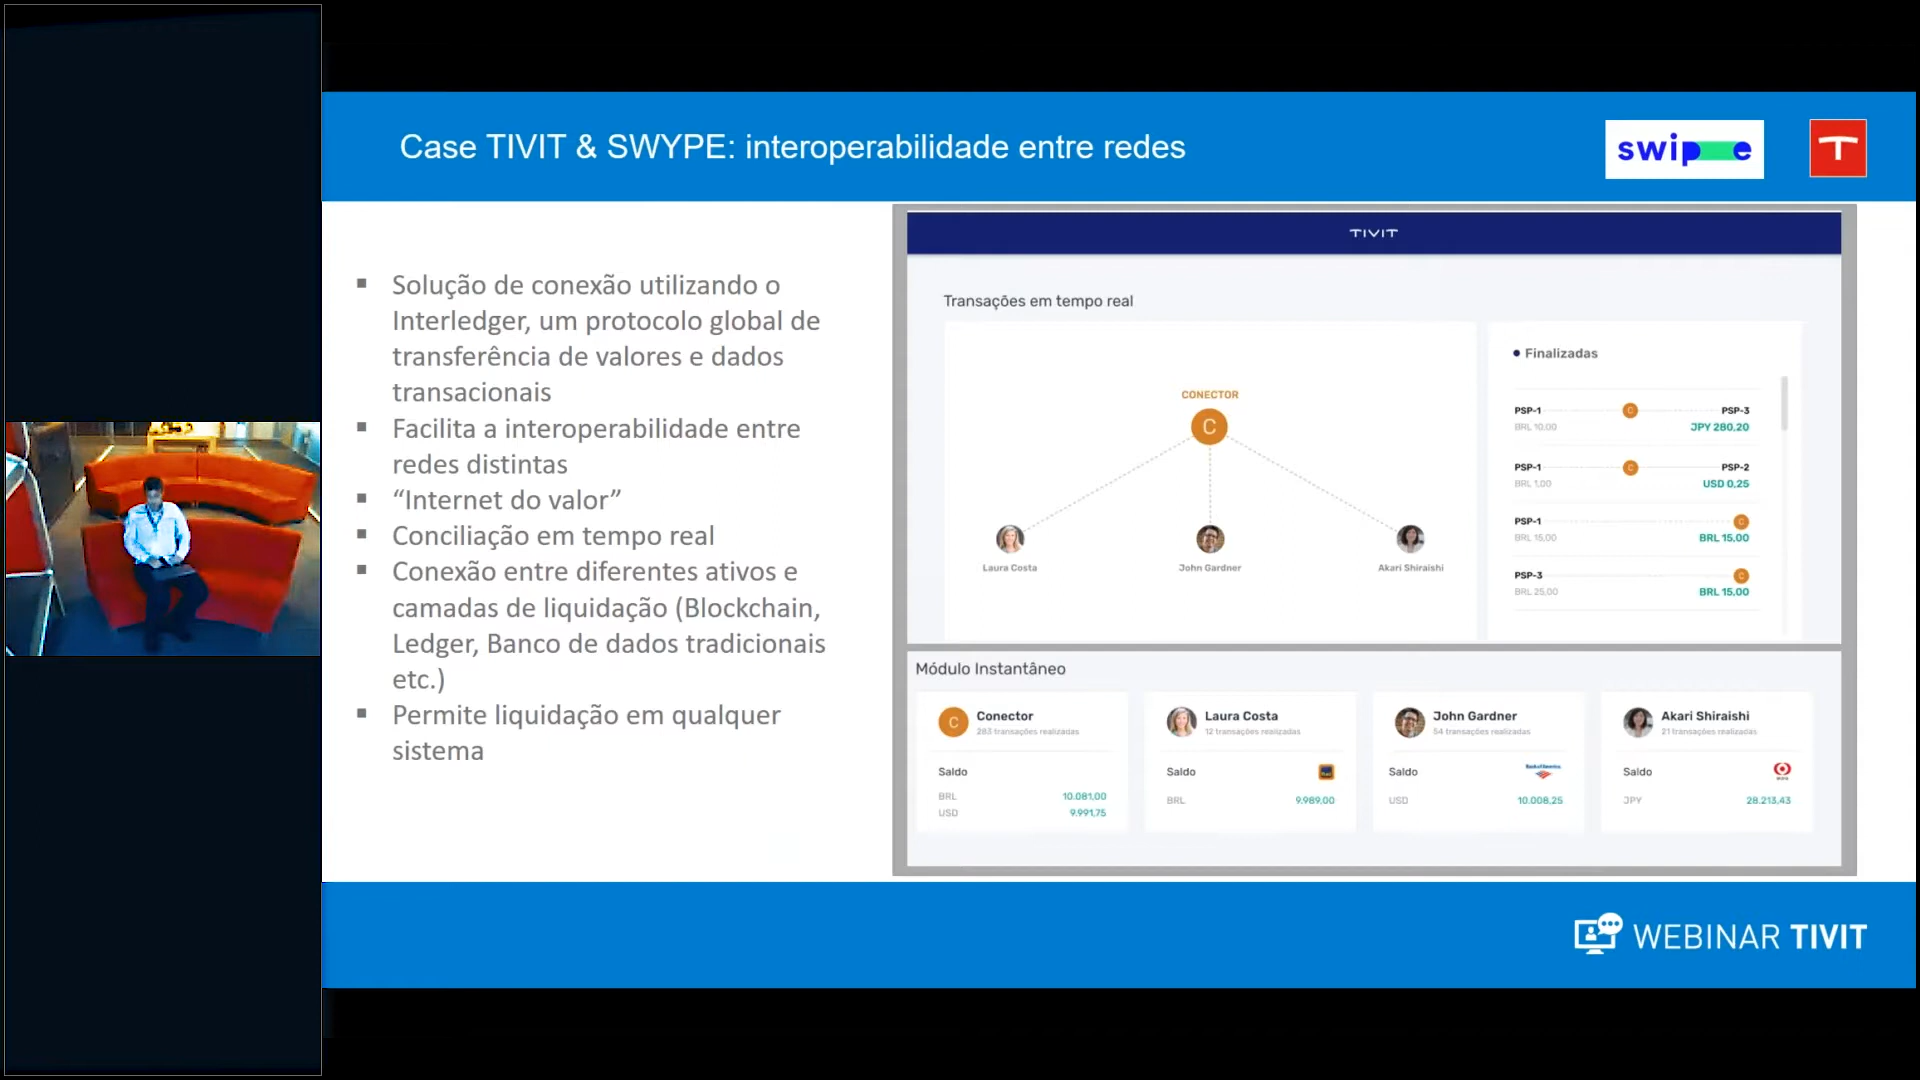 Case TIVIT & SWYPE: interoperabilidade entre redes
swipe
T
▪ Solução de conexão utilizando o
Interledger, um protocolo global de
transferência de valores e dados
transacionais
▪ Facilita a interoperabilidade entre
redes distintas
▪ “Internet do valor”
▪ Conciliação em tempo real
▪ Conexão entre diferentes ativos e
camadas de liquidação (Blockchain,
Ledger, Banco de dados tradicionais
etc.)
▪ Permite liquidação em qualquer
sistema
TIVIT
Transações em tempo real
CONECTOR
C
Laura Costa
John Gardner
Akari Shiraishi
Finalizadas
PSP-1 C PSP-3
BRL 10,00 JPY 280,20
PSP-1 C PSP-2
BRL 1,00 USD 0,25
PSP-1 C
BRL 15,00 BRL 15,00
PSP-3 C
BRL 25,00 BRL 15,00
Módulo Instantâneo
C Conector
283 transações realizadas
Saldo
BRL 10.081,00
USD 9.991,75
Laura Costa
12 transações realizadas
Saldo
BRL 9.989,00
John Gardner
54 transações realizadas
Saldo Bank of America
USD 10.008,25
Akari Shiraishi
21 transações realizadas
Saldo
JPY 28.213,43
WEBINAR TIVIT